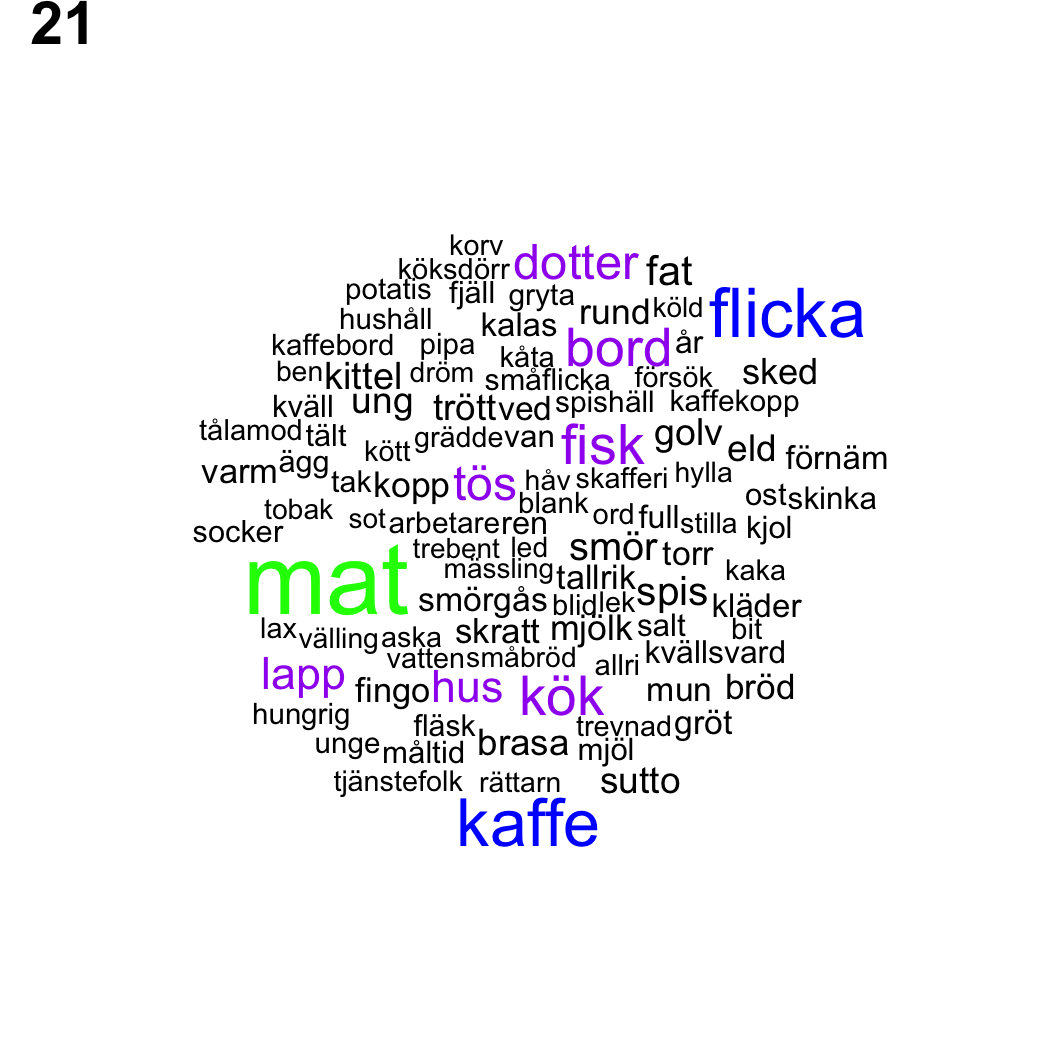 21
korv
köksdörr dotter fat
potatis fjäll gryta rund köld flicka
hushåll kalas
kaffebord pipa kåta bord år
ben kittel dröm småflicka försök sked
kväll ung trött ved spishäll kaffekopp
tålamod tält kött grädde van fisk golv eld förnäm
varm ägg tak kopp tös håv skafferi hylla
tobak blank ost skinka
socker sot arbetare ren ord full stilla kjol
trebent led smör torr
mat mässling tallrik kaka
smörgås blid lek spis kläder
lax välling aska skratt mjölk salt bit
vatten småbröd allri kvällsvard
lapp fingo hus kök mun bröd
hungrig fläsk trevnad gröt
unge måltid brasa mjöl
tjänstefolk rättarn sutto
kaffe